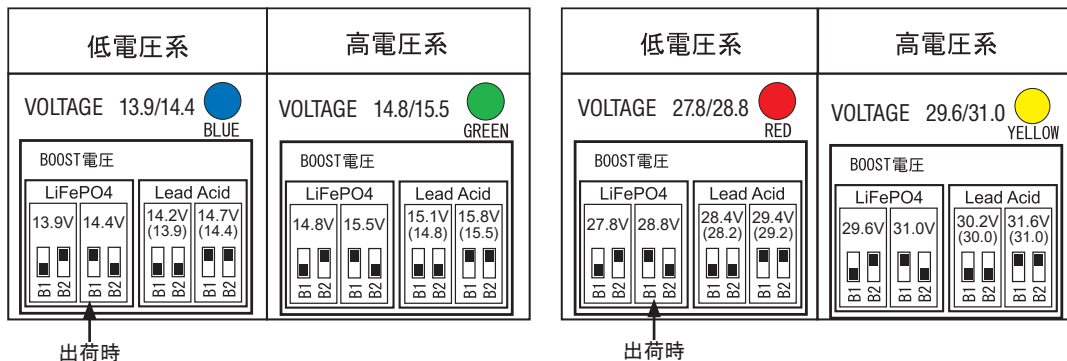 低電圧系
高電圧系
VOLTAGE 13.9/14.4
BLUE
VOLTAGE 14.8/15.5
GREEN
BOOST電圧
LiFePO4
Lead Acid
13.9V
14.4V
14.2V
(13.9)
14.7V
(14.4)
B1
B2
B1
B2
B1
B2
B1
B2
BOOST電圧
LiFePO4
Lead Acid
14.8V
15.5V
15.1V
(14.8)
15.8V
(15.5)
B1
B2
B1
B2
B1
B2
B1
B2
出荷時
低電圧系
高電圧系
VOLTAGE 27.8/28.8
RED
VOLTAGE 29.6/31.0
YELLOW
BOOST電圧
LiFePO4
Lead Acid
27.8V
28.8V
28.4V
(28.2)
29.4V
(29.2)
B1
B2
B1
B2
B1
B2
B1
B2
BOOST電圧
LiFePO4
Lead Acid
29.6V
31.0V
30.2V
(30.0)
31.6V
(31.0)
B1
B2
B1
B2
B1
B2
B1
B2
出荷時